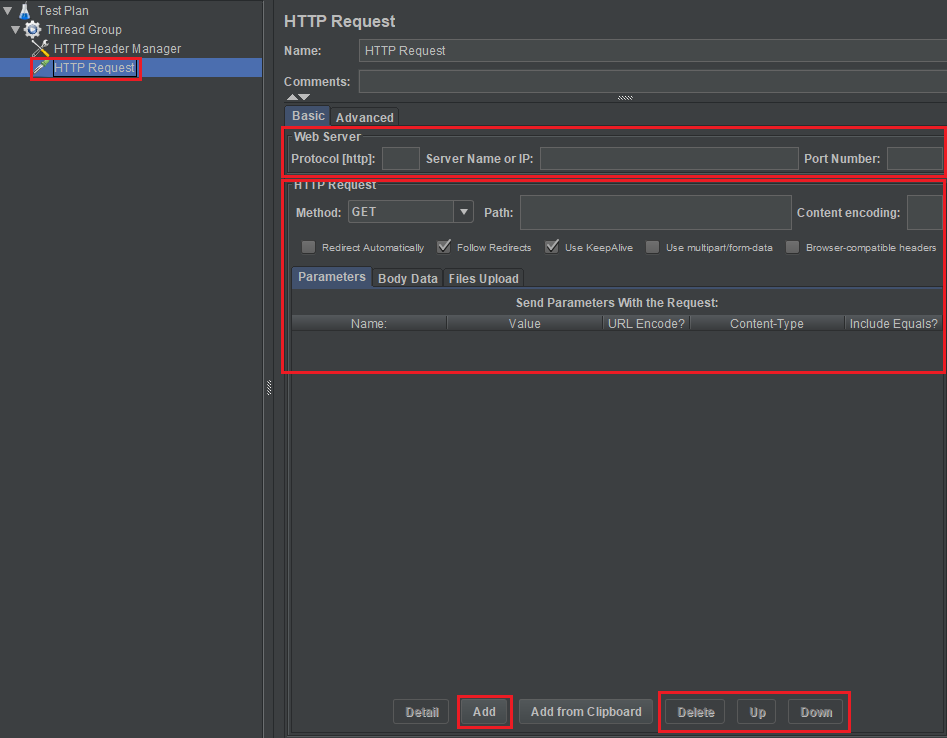 Test Plan
Thread Group
HTTP Header Manager
HTTP Request
HTTP Request
Name: HTTP Request
Comments:
Basic Advanced
Web Server
Protocol [http]: Server Name or IP: Port Number:
HTTP Request
Method: GET Path: Content encoding:
Redirect Automatically Follow Redirects Use KeepAlive Use multipart/form-data Browser-compatible headers
Parameters Body Data Files Upload
Send Parameters With the Request:
Name: Value URL Encode? Content-Type Include Equals?
Detail Add Add from Clipboard Delete Up Down